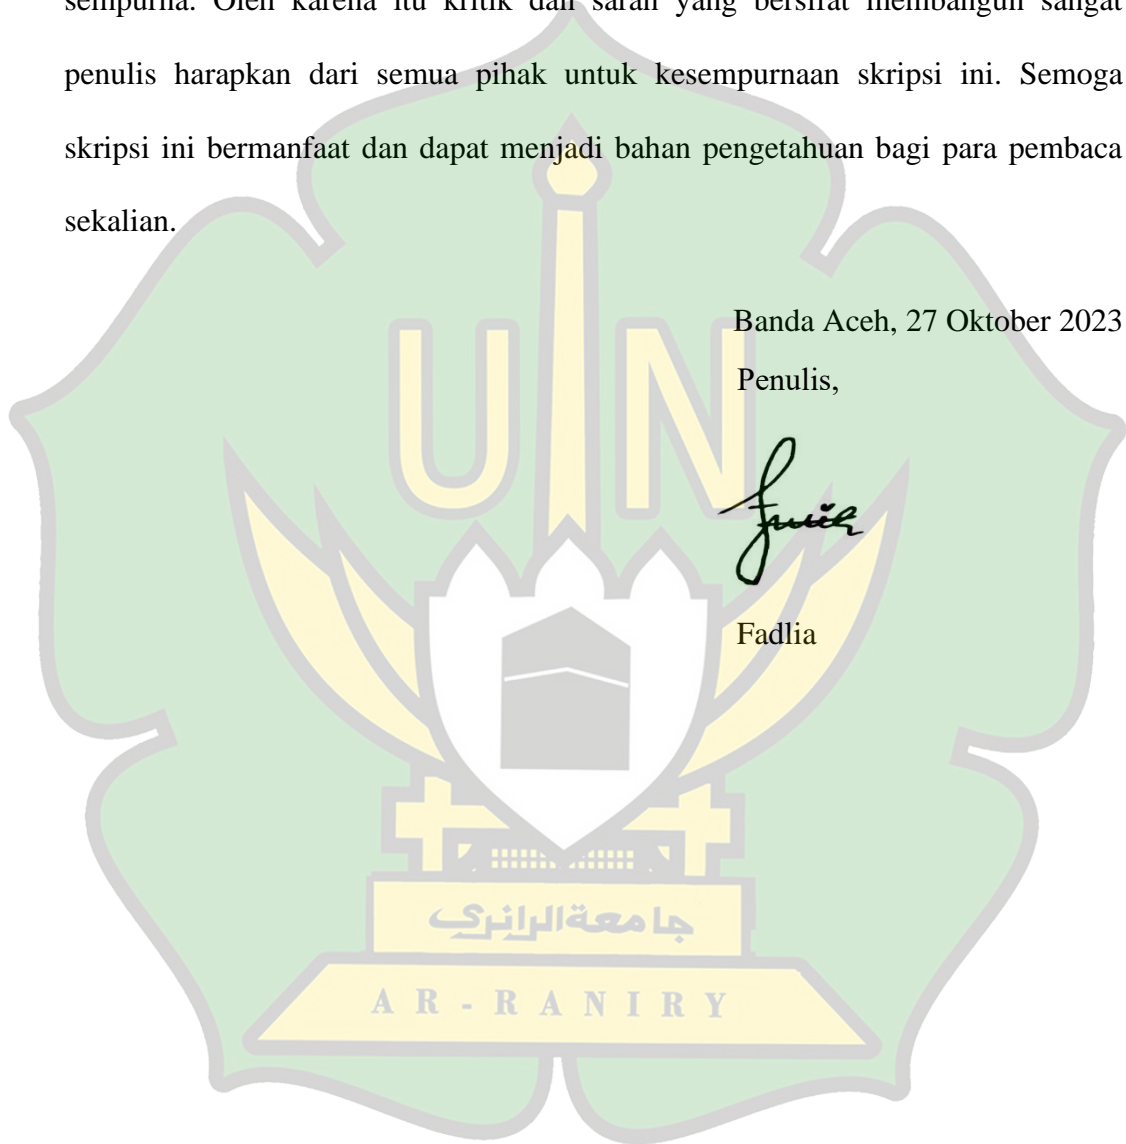 sempurna. Oleh karena itu kritik dan saran yang bersifat membangun sangat
penulis harapkan dari semua pihak untuk kesempurnaan skripsi ini. Semoga
skripsi ini bermanfaat dan dapat menjadi bahan pengetahuan bagi para pembaca
sekalian.
Banda Aceh, 27 Oktober 2023
Penulis,
Fadlia
UIN
جامعة الرانري
AR-RANIRY